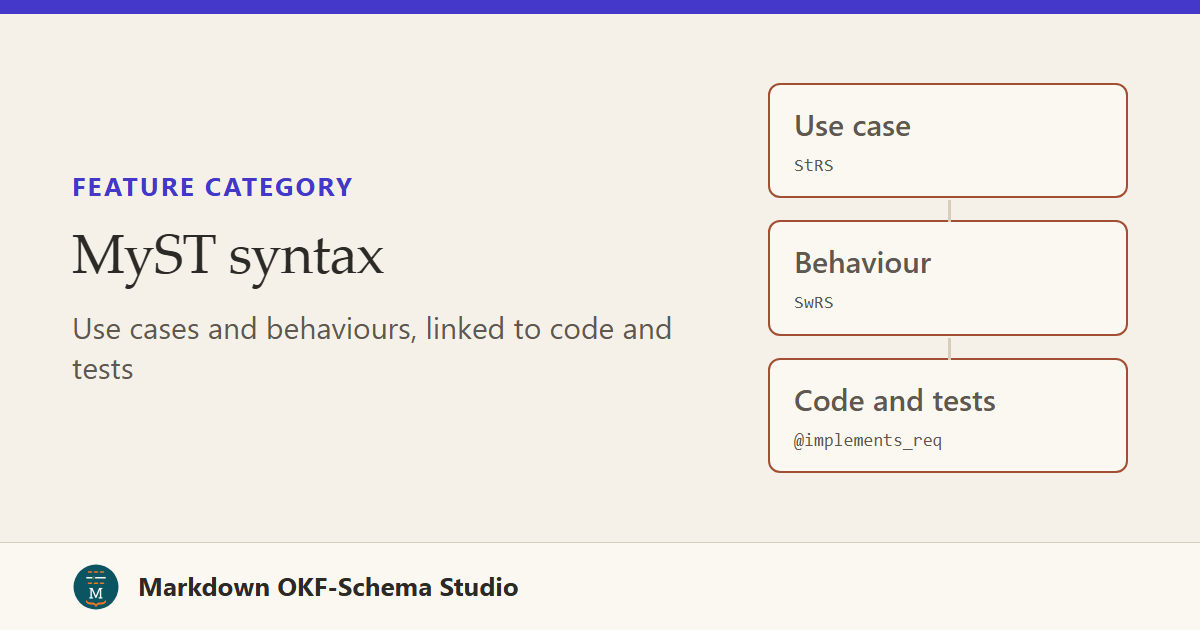 FEATURE CATEGORY
MyST syntax
Use cases and behaviours, linked to code and
tests
Use case
StRS
Behaviour
SwRS
Code and tests
@implements_req
M
Markdown OKF-Schema Studio